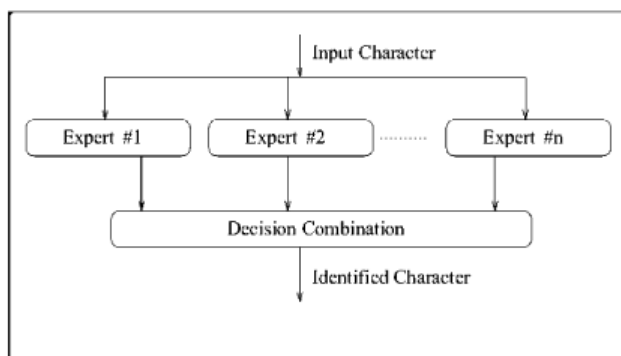 Input Character
Expert #1
Expert #2
Expert #n
Decision Combination
Identified Character